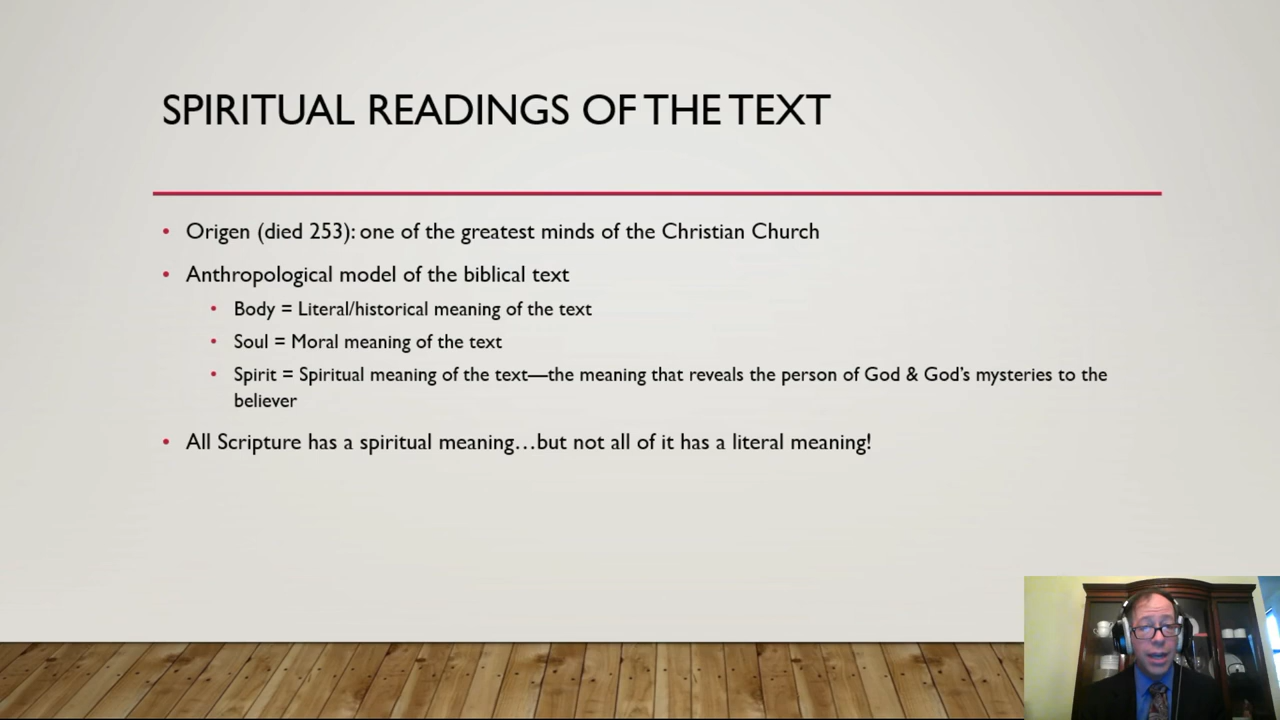 SPIRITUAL READINGS OF THE TEXT
• Origen (died 253): one of the greatest minds of the Christian Church
• Anthropological model of the biblical text
• Body = Literal/historical meaning of the text
• Soul = Moral meaning of the text
• Spirit = Spiritual meaning of the text—the meaning that reveals the person of God & God’s mysteries to the
believer
• All Scripture has a spiritual meaning…but not all of it has a literal meaning!